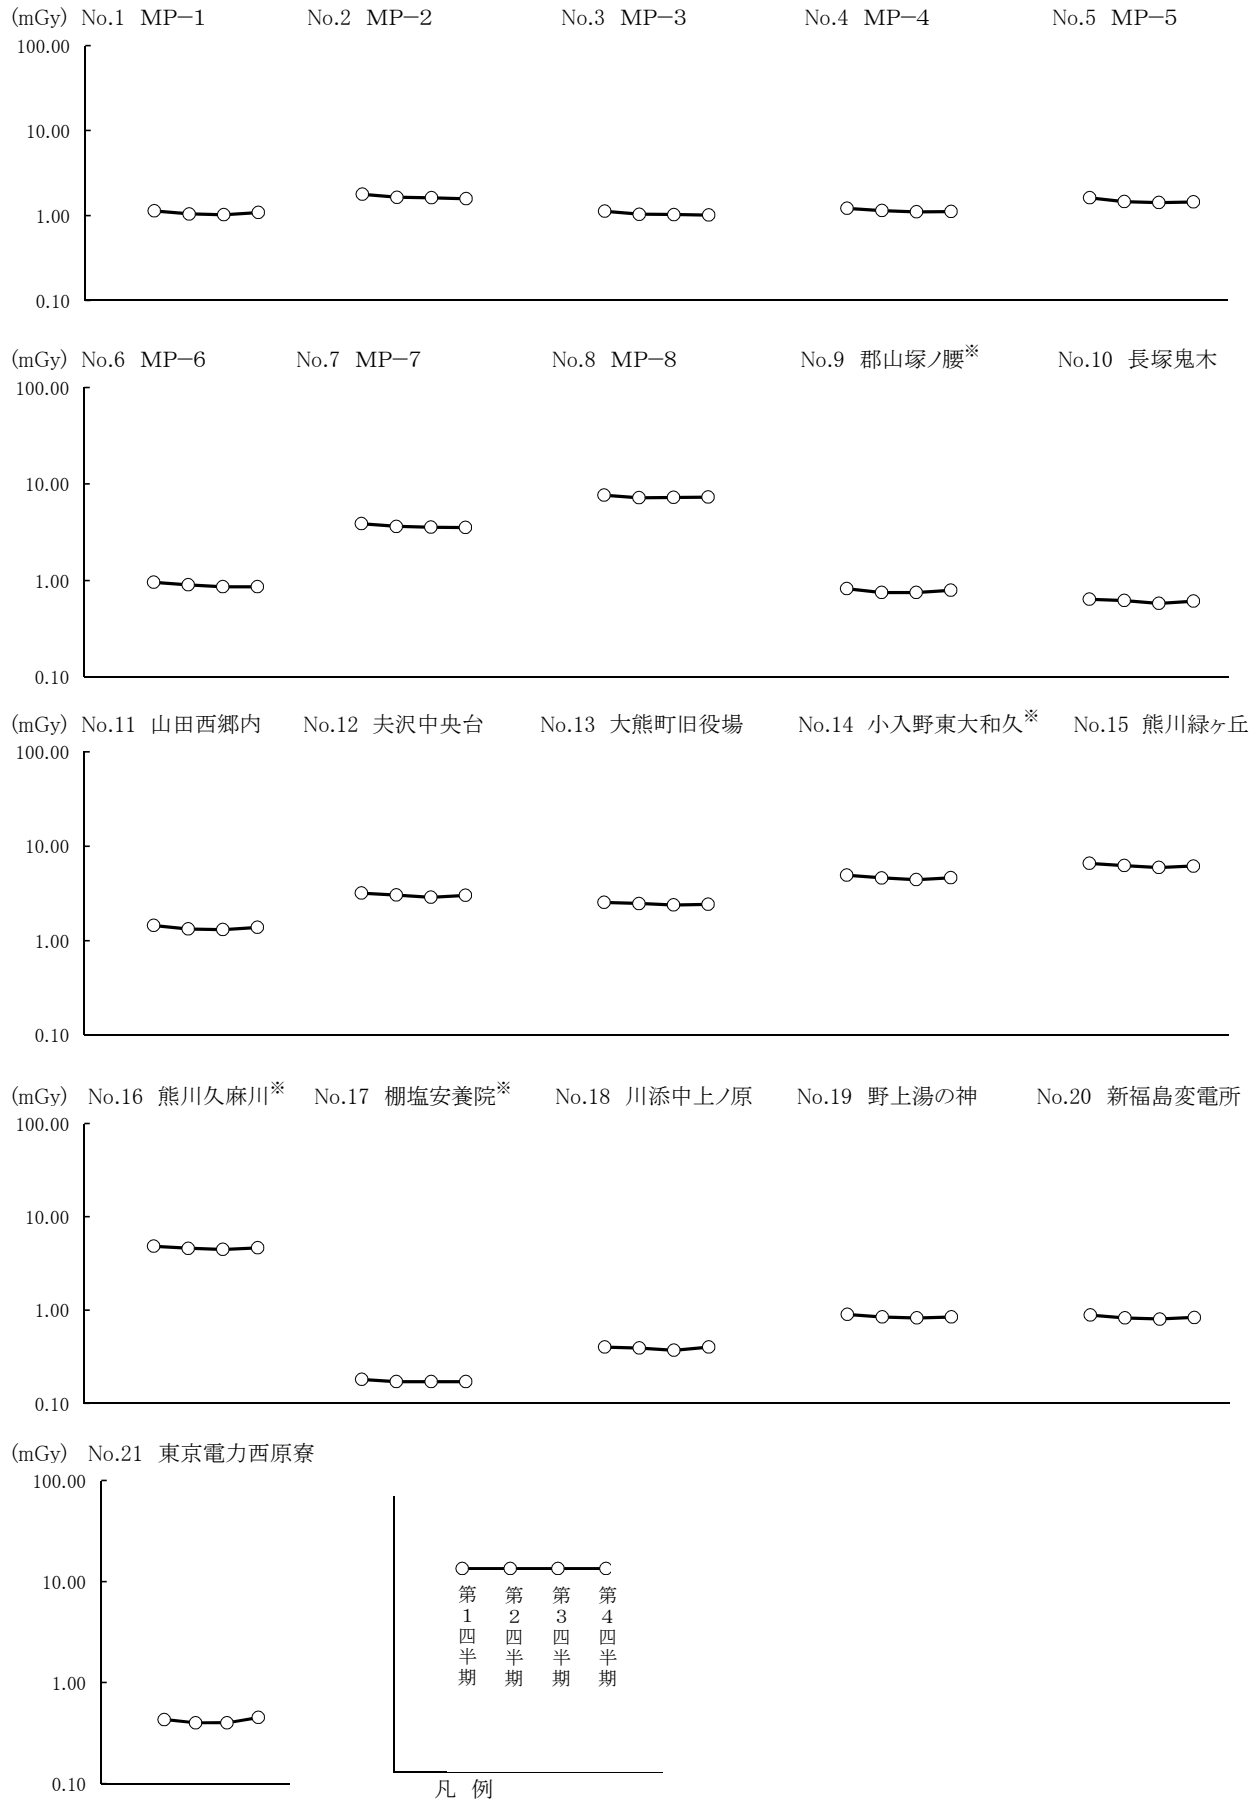 (mGy) No.1 MP−1 No.2 MP−2 No.3 MP−3 No.4 MP−4 No.5 MP−5
100.00
10.00
1.00
0.10
(mGy) No.6 MP−6 No.7 MP−7 No.8 MP−8 No.9 郡山塚ノ腰※ No.10 長塚鬼木
100.00
10.00
1.00
0.10
(mGy) No.11 山田西郷内 No.12 夫沢中央台 No.13 大熊町旧役場 No.14 小入野東大和久※ No.15 熊川緑ヶ丘
100.00
10.00
1.00
0.10
(mGy) No.16 熊川久麻川※ No.17 棚塩安養院※ No.18 川添中上ノ原 No.19 野上湯の神 No.20 新福島変電所
100.00
10.00
1.00
0.10
(mGy) No.21 東京電力西原寮
100.00
10.00
1.00
0.10
第1四半期
第2四半期
第3四半期
第4四半期
凡 例